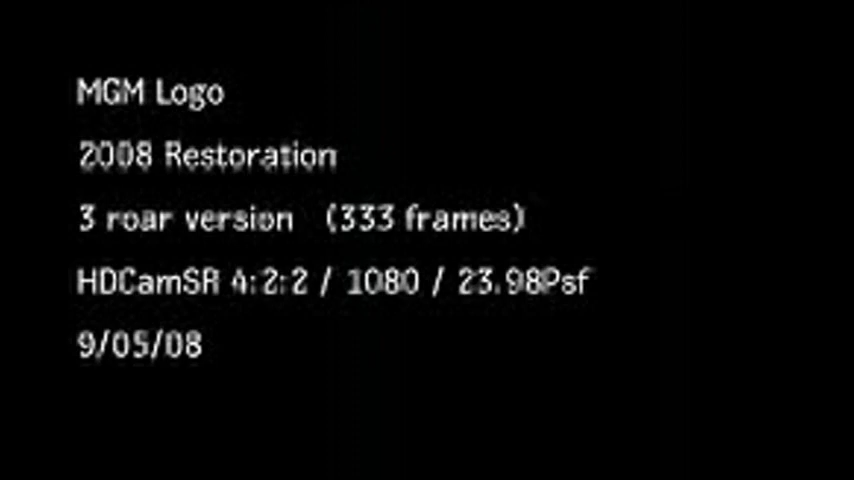 MGM Logo
2008 Restoration
3 roar version (333 frames)
HDCamSR 4:2:2 / 1080 / 23.98Psf
9/05/08